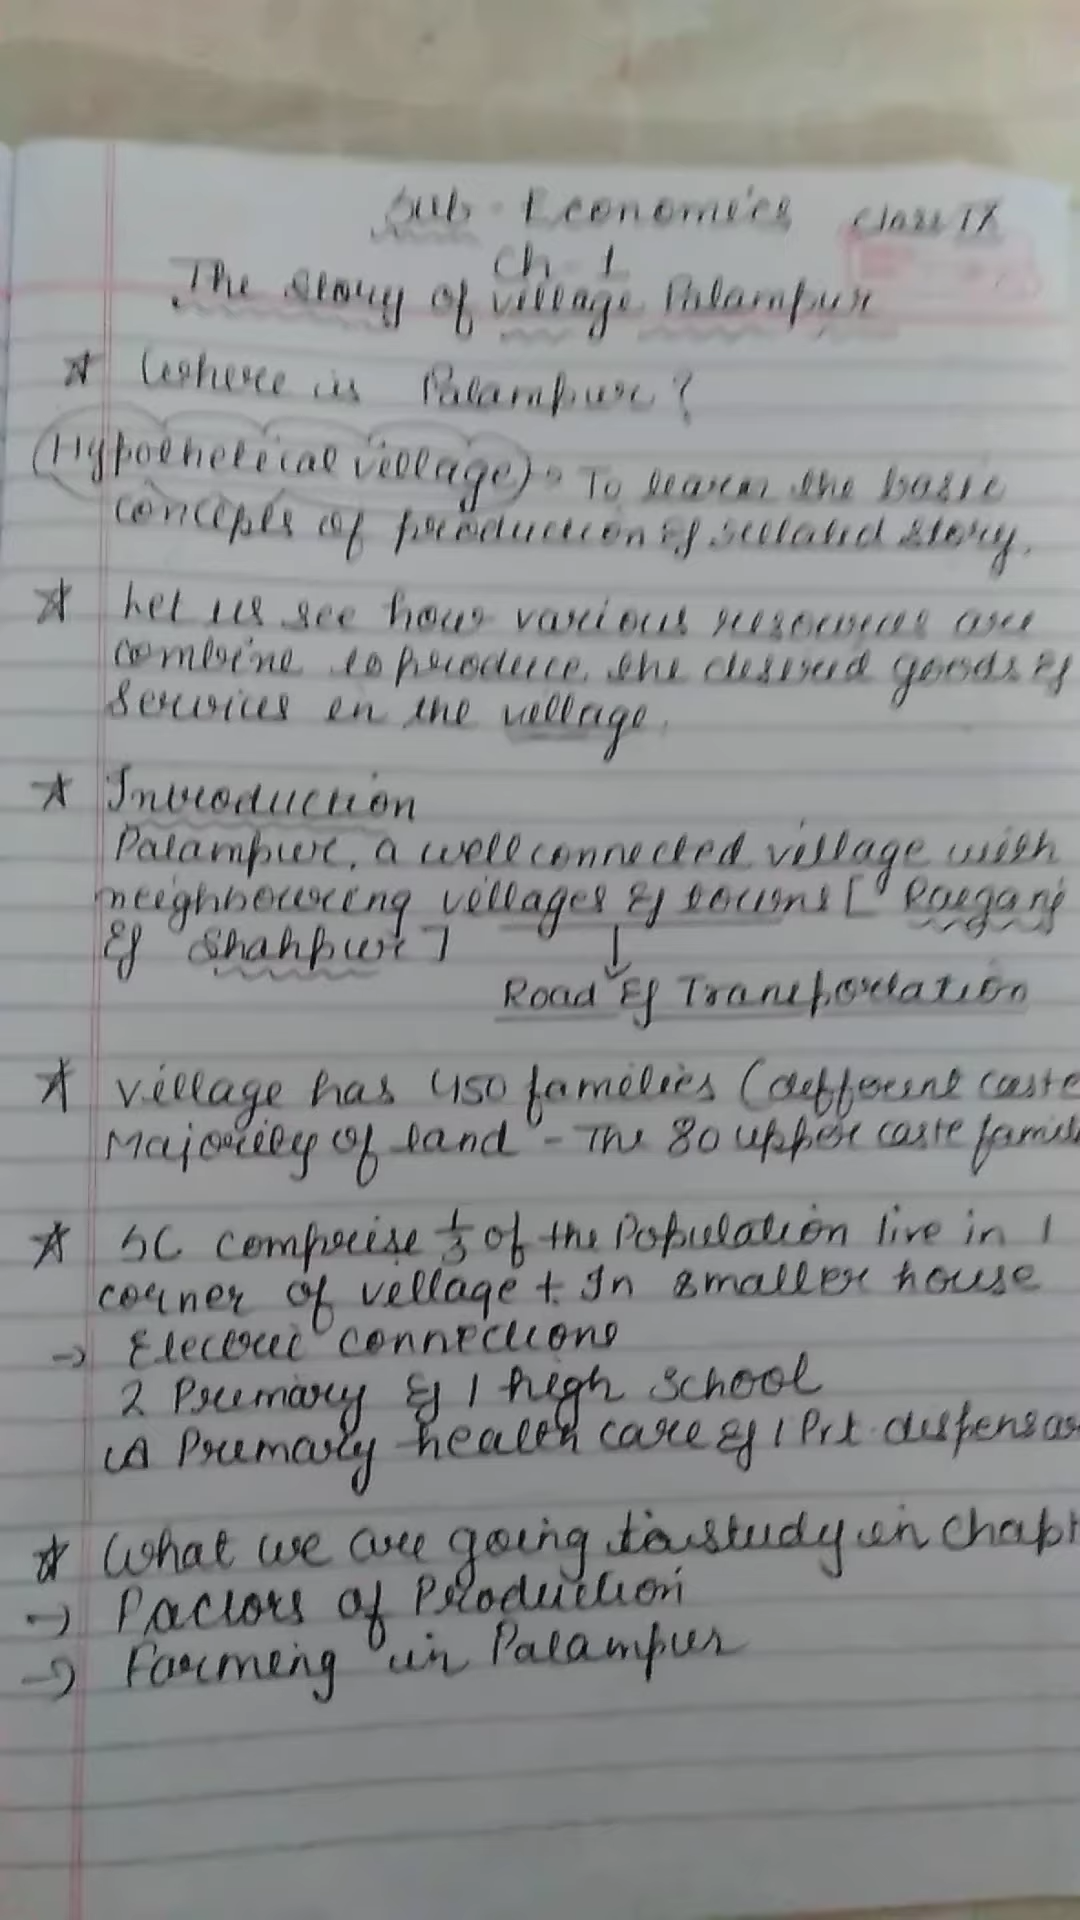 Sub - Economics Class IX
Ch - 1
The Story of village Palampur
* Where is Palampur?
(Hypothetical village) - To learn the basic
concepts of production & related story.
* Let us see how various resources are
combine to produce the desired goods &
Services in the village.
* Introduction
Palampur, a well connected village with
neighbouring villages & towns [Raiganj
& Shahpur]
↓
Road & Transportation
* Village has 450 families (different caste
Majority of land - The 80 upper caste famil
* SC comprise 1/3 of the Population live in 1
corner of village + In smaller house
→ Electric connections
2 Primary & 1 high School
A Primary health care & 1 Prt. dispensar
* What we are going to study in chapt
→ Factors of Production
→ Farming in Palampur